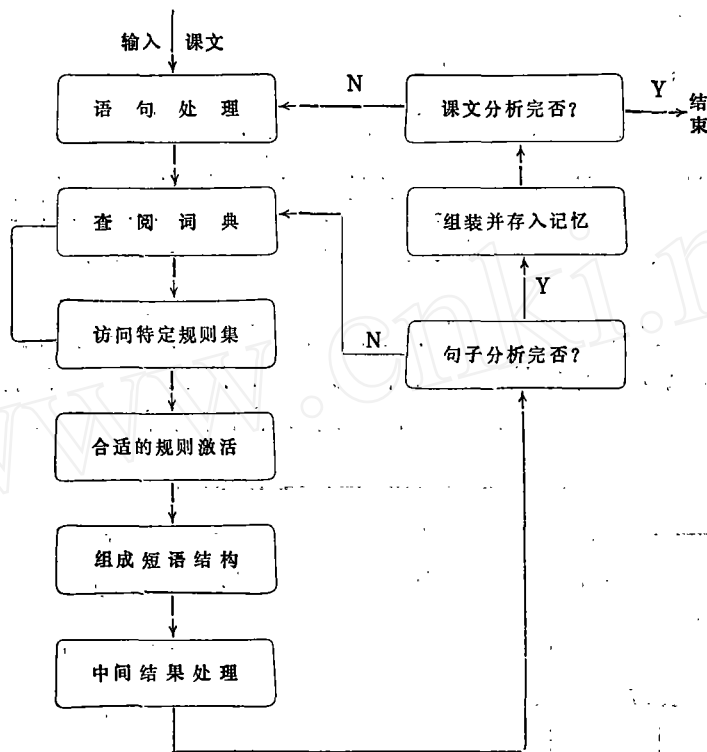 输入 课文
语句处理
N
课文分析完否?
Y
结束
查阅词典
组装并存入记忆
Y
访问特定规则集
N
句子分析完否?
合适的规则激活
组成短语结构
中间结果处理
www.cnki.n